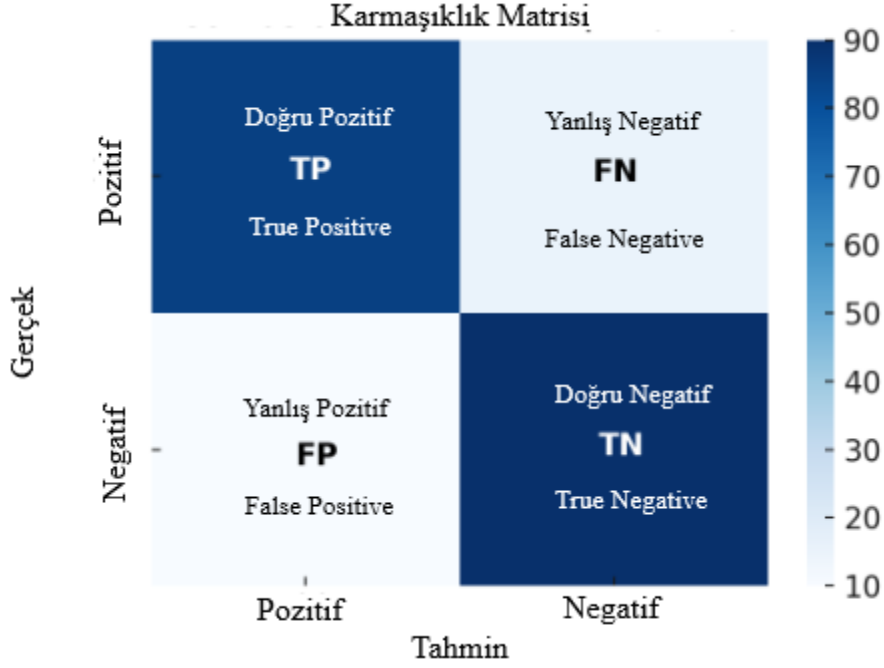 Karmaşıklık Matrisi
Doğru Pozitif
TP
True Positive
Yanlış Negatif
FN
False Negative
Yanlış Pozitif
FP
False Positive
Doğru Negatif
TN
True Negative
Gerçek
Pozitif
Negatif
Pozitif
Negatif
Tahmin
90
80
70
60
50
40
30
20
10